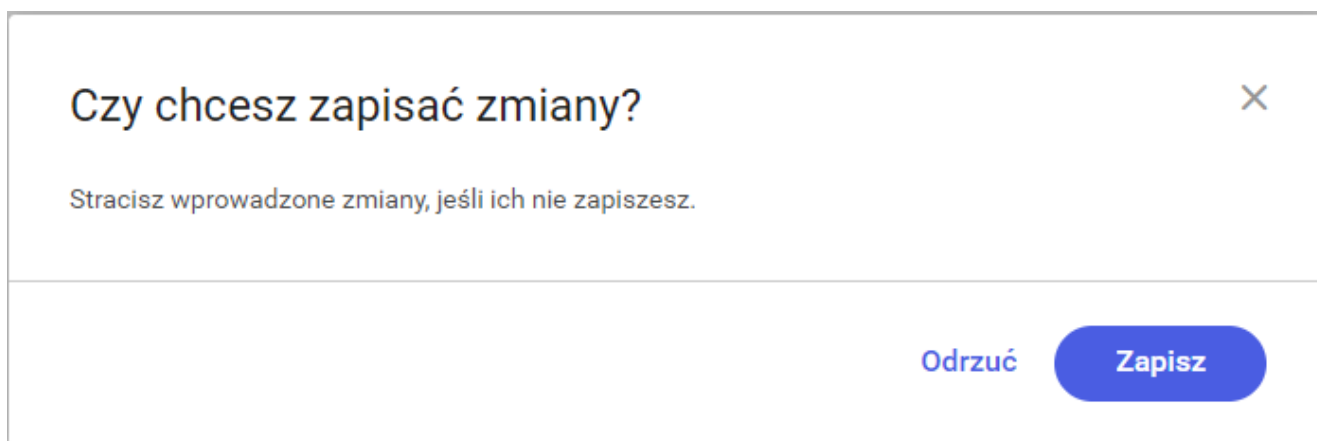 Czy chcesz zapisać zmiany?
Stracisz wprowadzone zmiany, jeśli ich nie zapiszesz.
Odrzuć
Zapisz